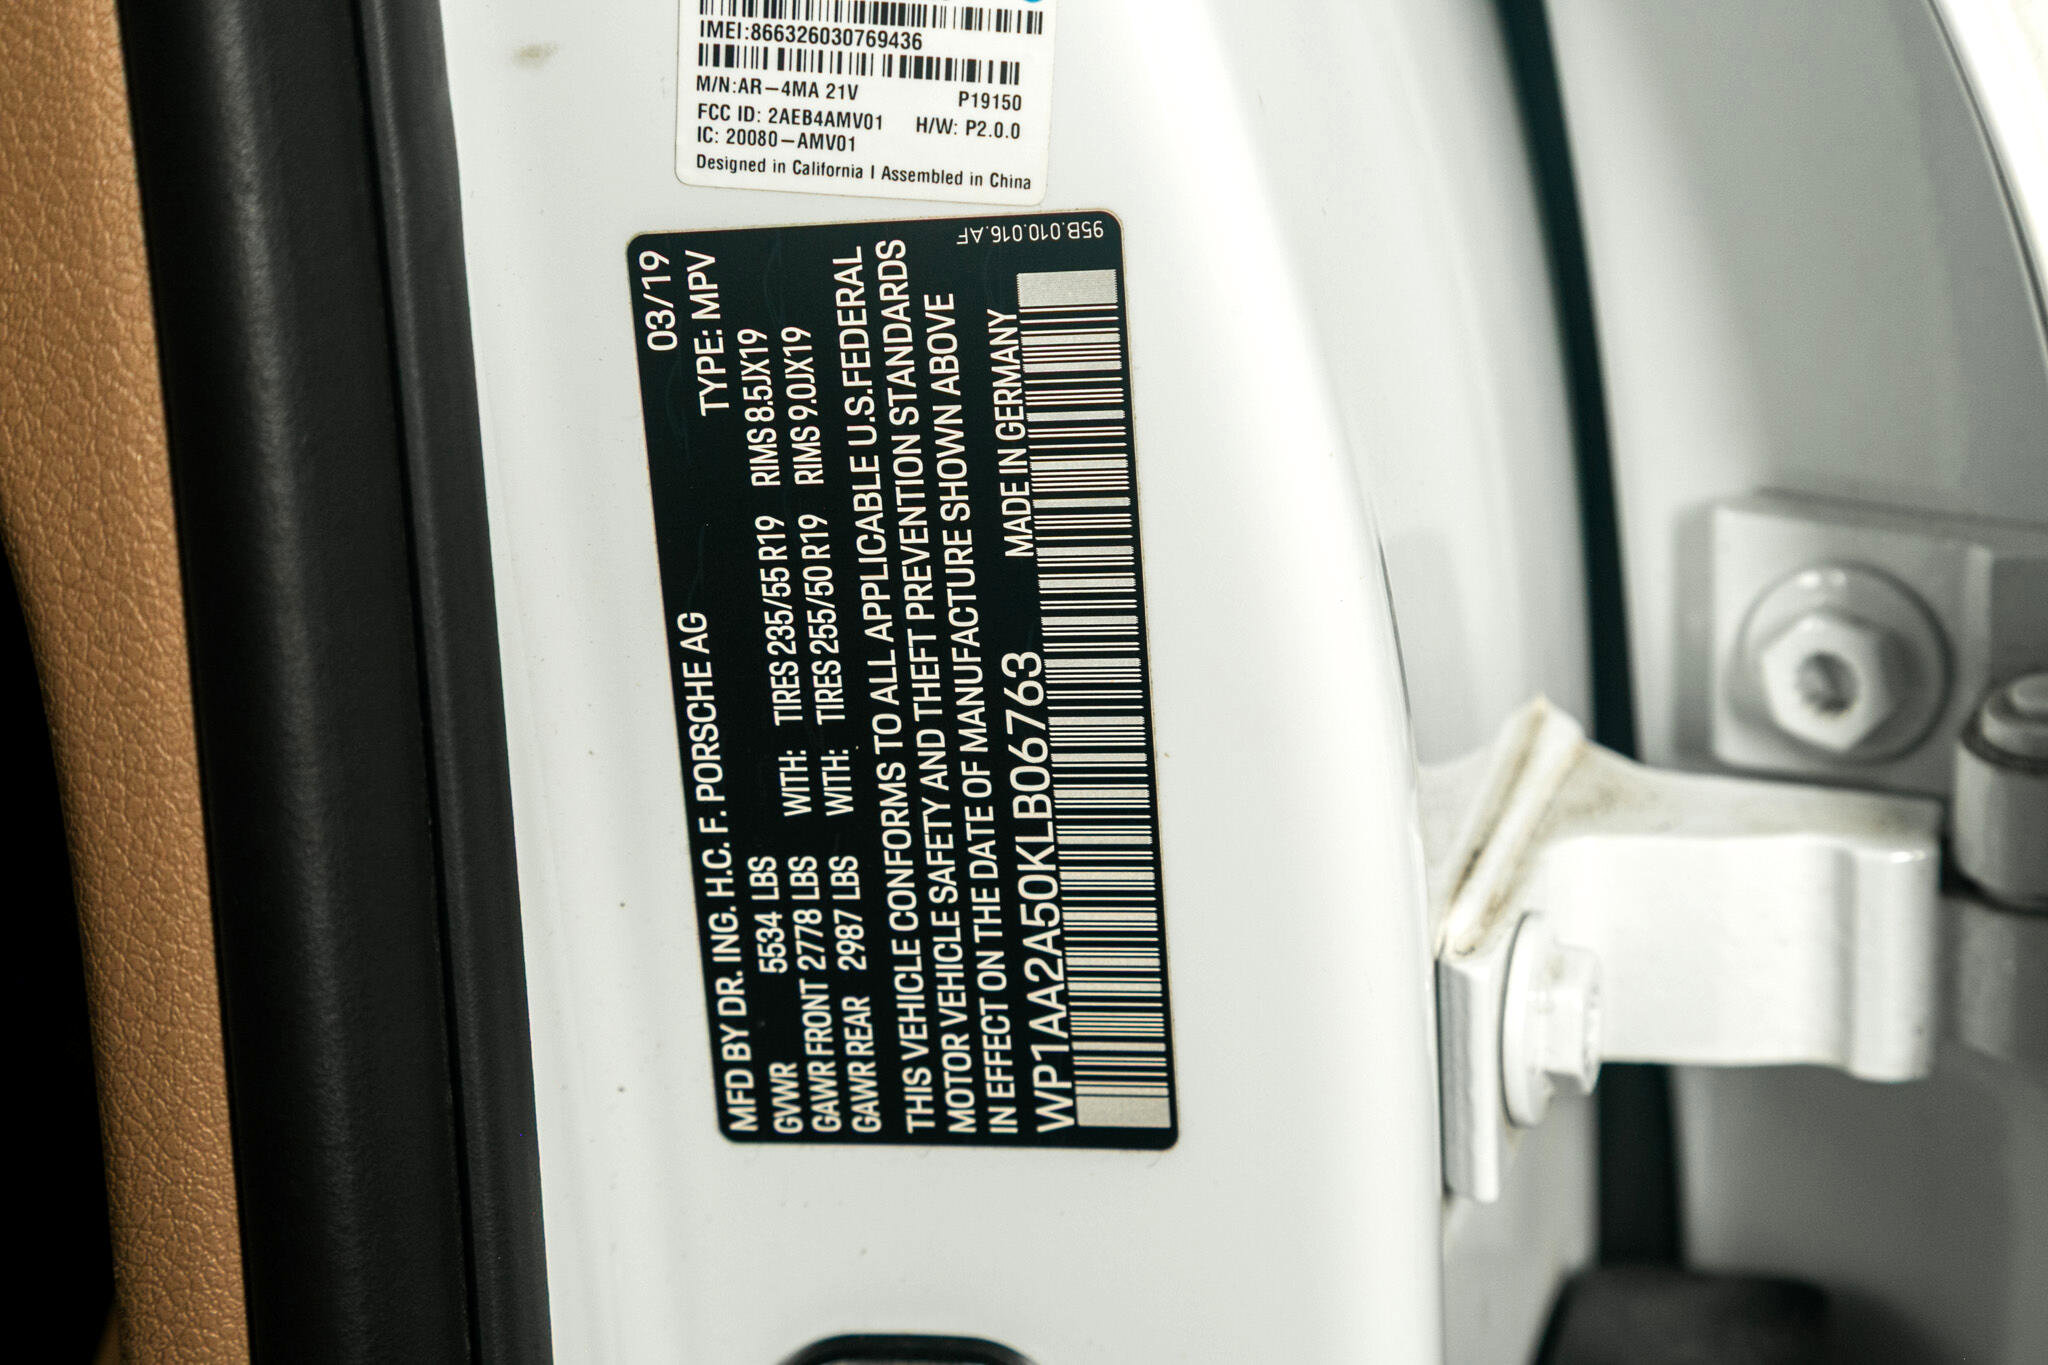 IMEI:866326030769436
M/N:AR-4MA 21V P19150
FCC ID: 2AEB4AMV01 H/W: P2.0.0
IC: 20080-AMV01
Designed in California I Assembled in China
95B.010.016.AF
MFD BY DR. ING. H.C. F. PORSCHE AG 03/19
GVWR 5534 LBS TYPE: MPV
GAWR FRONT 2778 LBS WITH: TIRES 235/55 R19 RIMS 8.5JX19
GAWR REAR 2987 LBS WITH: TIRES 255/50 R19 RIMS 9.0JX19
THIS VEHICLE CONFORMS TO ALL APPLICABLE U.S.FEDERAL
MOTOR VEHICLE SAFETY AND THEFT PREVENTION STANDARDS
IN EFFECT ON THE DATE OF MANUFACTURE SHOWN ABOVE
WP1AA2A50KLB06763 MADE IN GERMANY